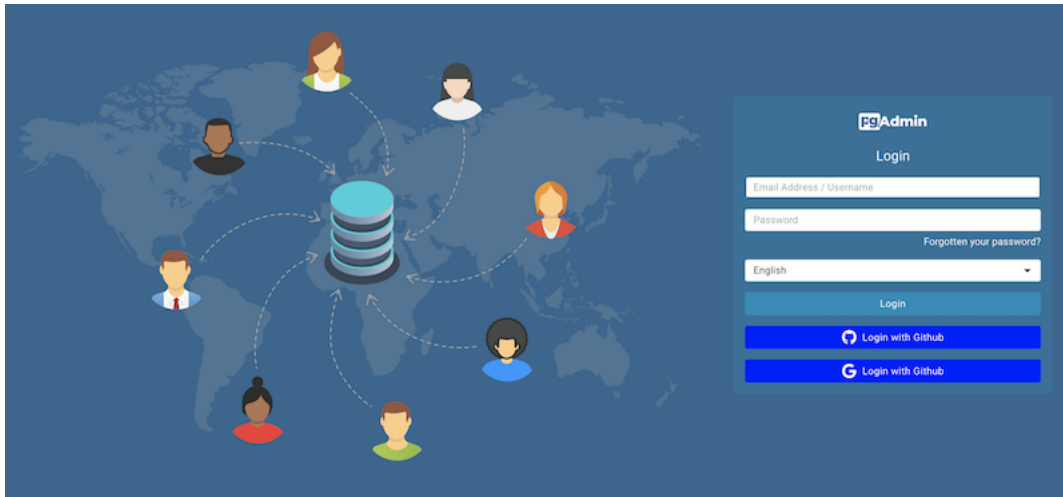 pgAdmin
Login
Email Address / Username
Password
Forgotten your password?
English
Login
Login with Github
Login with Github